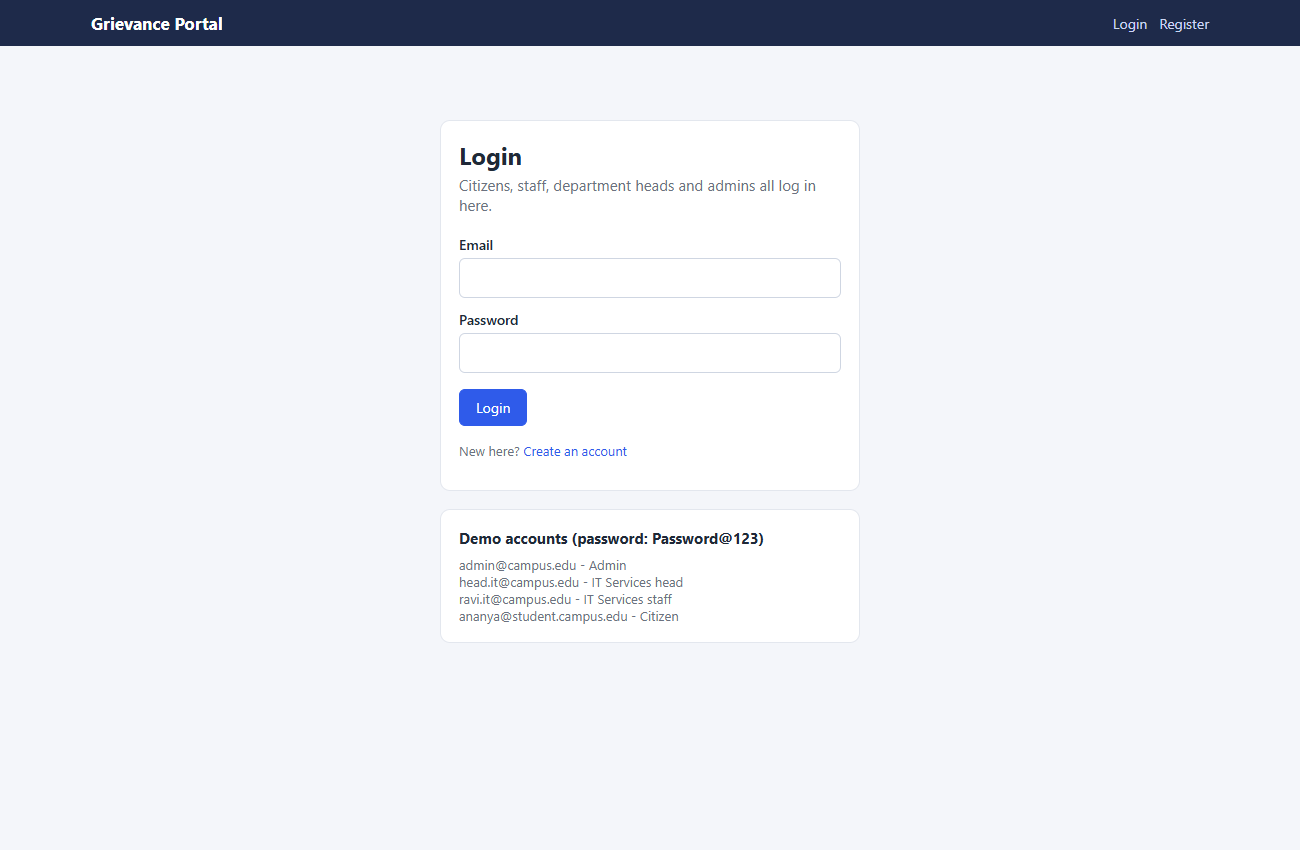 Grievance Portal
Login Register
Login
Citizens, staff, department heads and admins all log in
here.
Email
Password
Login
New here? Create an account
Demo accounts (password: Password@123)
admin@campus.edu - Admin
head.it@campus.edu - IT Services head
ravi.it@campus.edu - IT Services staff
ananya@student.campus.edu - Citizen